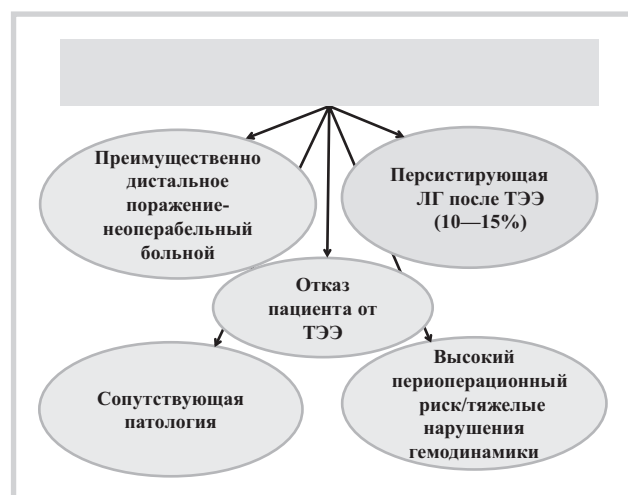 Преимущественно
дистальное
поражение-
неоперабельный
больной
Персистирующая
ЛГ после ТЭЭ
(10—15%)
Отказ
пациента от
ТЭЭ
Сопутствующая
патология
Высокий
периоперационный
риск/тяжелые
нарушения
гемодинамики